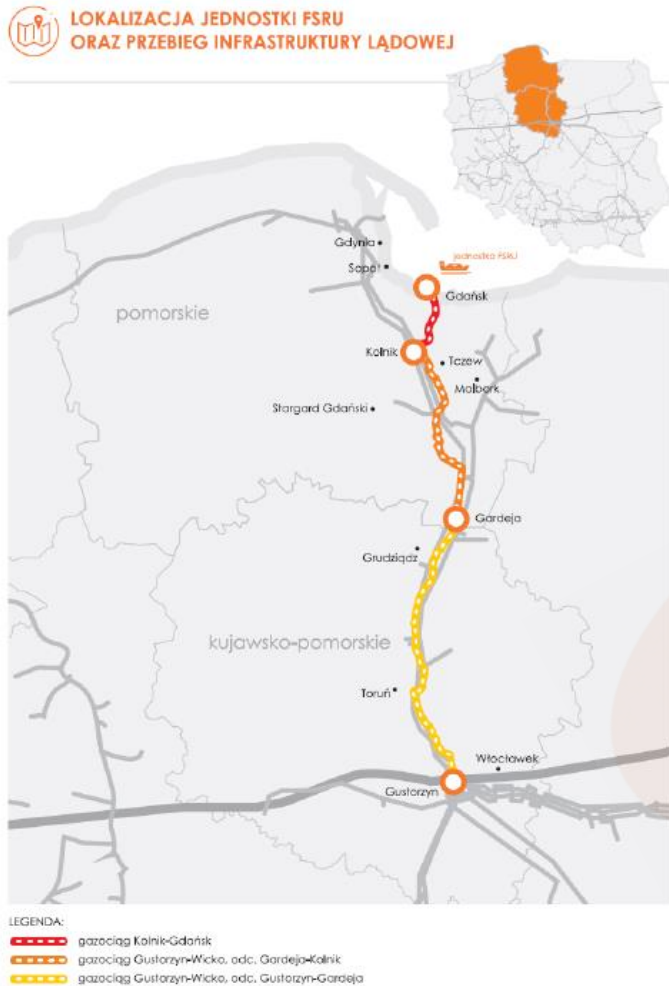 LOKALIZACJA JEDNOSTKI FSRU
ORAZ PRZEBIEG INFRASTRUKTURY LĄDOWEJ
Gdynia
Sopot
jednostka FSRU
Gdańsk
pomorskie
Kolnik
Tczew
Malbork
Stargard Gdański
Gardeja
Grudziądz
kujawsko-pomorskie
Toruń
Włocławek
Gustorzyn
LEGENDA:
gazociąg Kolnik-Gdańsk
gazociąg Gustorzyn-Wicko, odc. Gardeja-Kolnik
gazociąg Gustorzyn-Wicko, odc. Gustorzyn-Gardeja